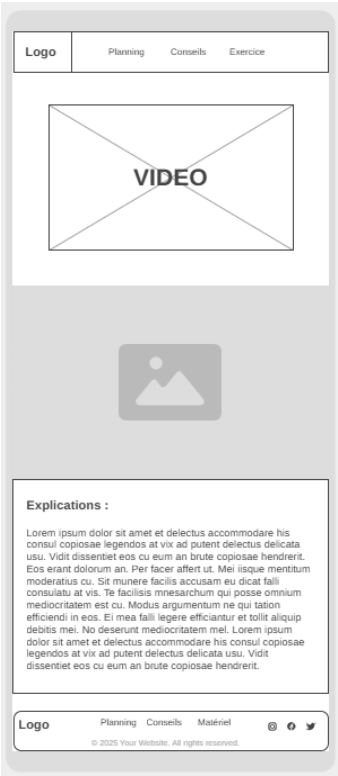 Logo
Planning Conseils Exercice
VIDEO
Explications :
Lorem ipsum dolor sit amet et delectus accommodare his
consul copiosae legendos at vix ad putent delectus delicata
usu. Vidit dissentiet eos cu eum an brute copiosae hendrerit.
Eos erant dolorum an. Per facer affert ut. Mei iisque mentitum
moderatius cu. Sit munere facilis accusam eu dicat falli
consulatu at vis. Te facilisis mnesarchum qui posse omnium
mediocritatem est cu. Modus argumentum ne qui tation
efficiendi in eos. Ei mea falli legere efficiantur et tollit aliquip
debitis mei. No deserunt mediocritatem mel. Lorem ipsum
dolor sit amet et delectus accommodare his consul copiosae
legendos at vix ad putent delectus delicata usu. Vidit
dissentiet eos cu eum an brute copiosae hendrerit.
Logo
Planning Conseils Matériel
© 2025 Your Website. All rights reserved.